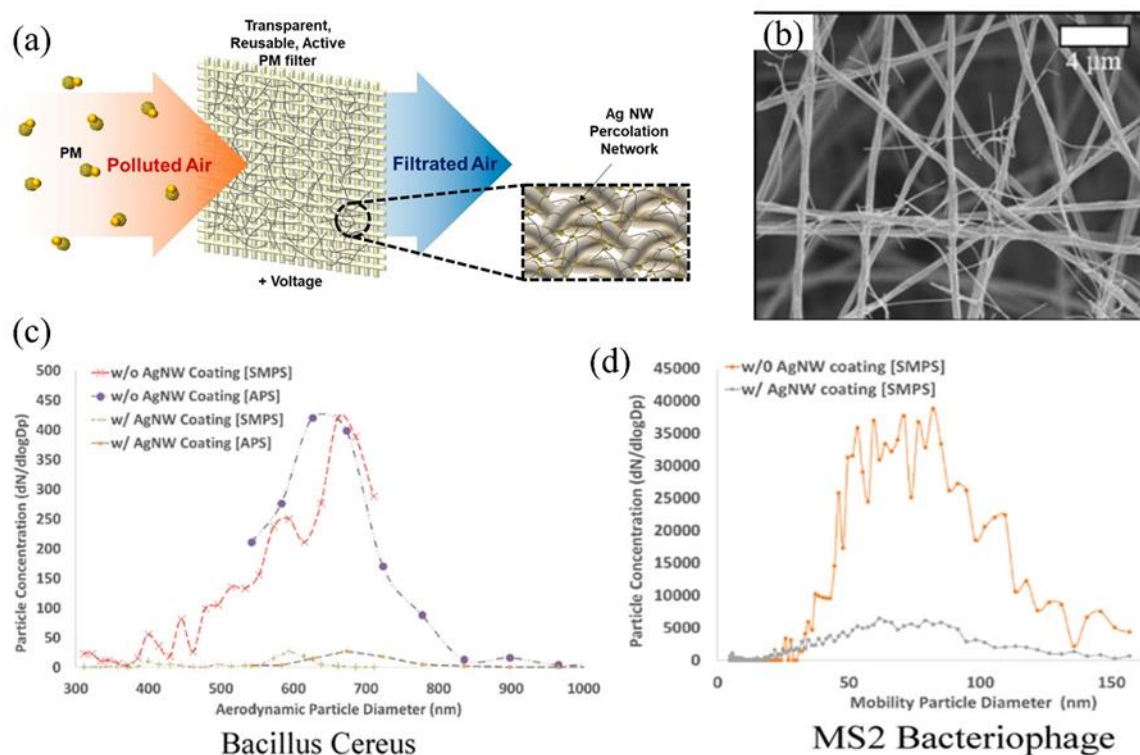 (a)
Transparent,
Reusable, Active
PM filter
PM
Polluted Air
Filtrated Air
Ag NW
Percolation
Network
+ Voltage
(b)
4 µm
(c)
w/o AgNW Coating [SMPS]
w/o AgNW Coating [APS]
w/ AgNW Coating [SMPS]
w/ AgNW Coating [APS]
Particle Concentration (dN/dlogDp)
500
450
400
350
300
250
200
150
100
50
0
300 400 500 600 700 800 900 1000
Aerodynamic Particle Diameter (nm)
Bacillus Cereus
(d)
w/0 AgNW coating [SMPS]
w/ AgNW coating [SMPS]
Particle Concentration (dN/dlogDp)
45000
40000
35000
30000
25000
20000
15000
10000
5000
0
0 50 100 150
Mobility Particle Diameter (nm)
MS2 Bacteriophage